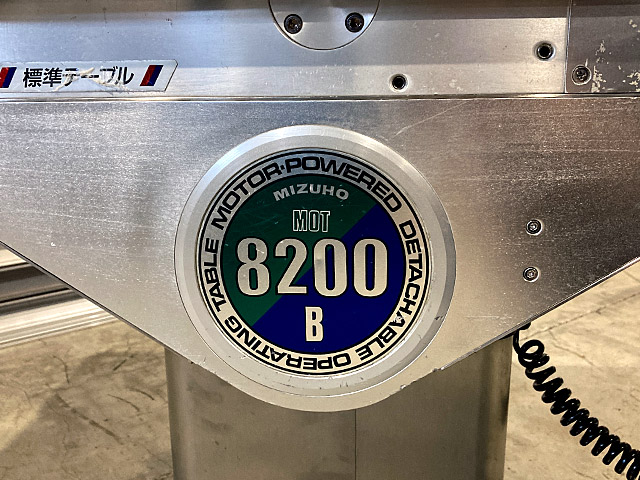 標準テーブル
MOTOR·POWERED DETACHABLE OPERATING TABLE
MIZUHO
MOT
8200
B